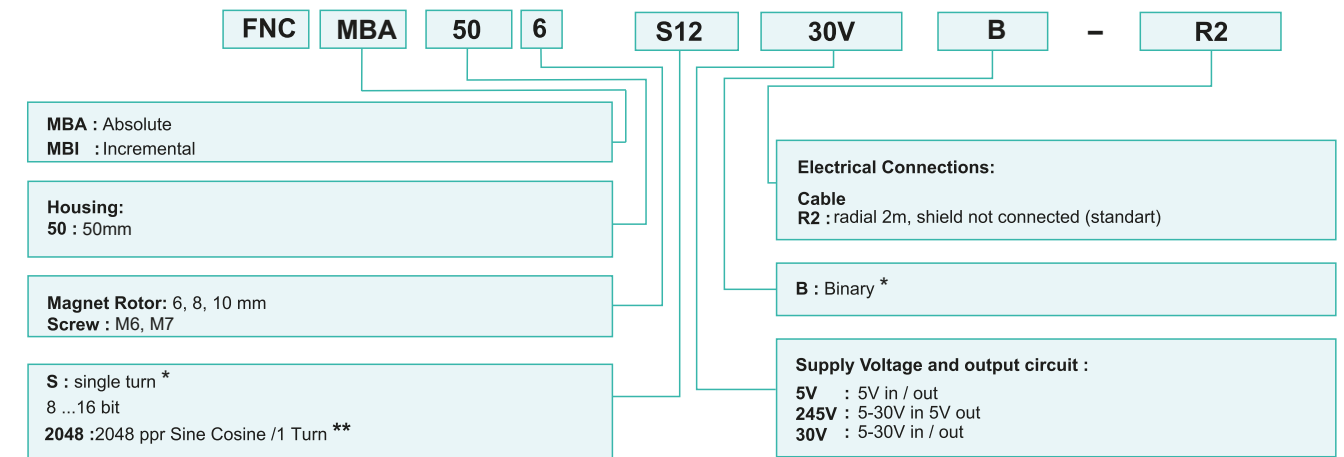 FNC MBA 50 6 S12 30V B – R2
MBA : Absolute
MBI : Incremental
Housing:
50 : 50mm
Magnet Rotor: 6, 8, 10 mm
Screw : M6, M7
S : single turn *
8 ...16 bit
2048 :2048 ppr Sine Cosine /1 Turn **
Electrical Connections:
Cable
R2 : radial 2m, shield not connected (standart)
B : Binary *
Supply Voltage and output circuit :
5V : 5V in / out
245V : 5-30V in 5V out
30V : 5-30V in / out